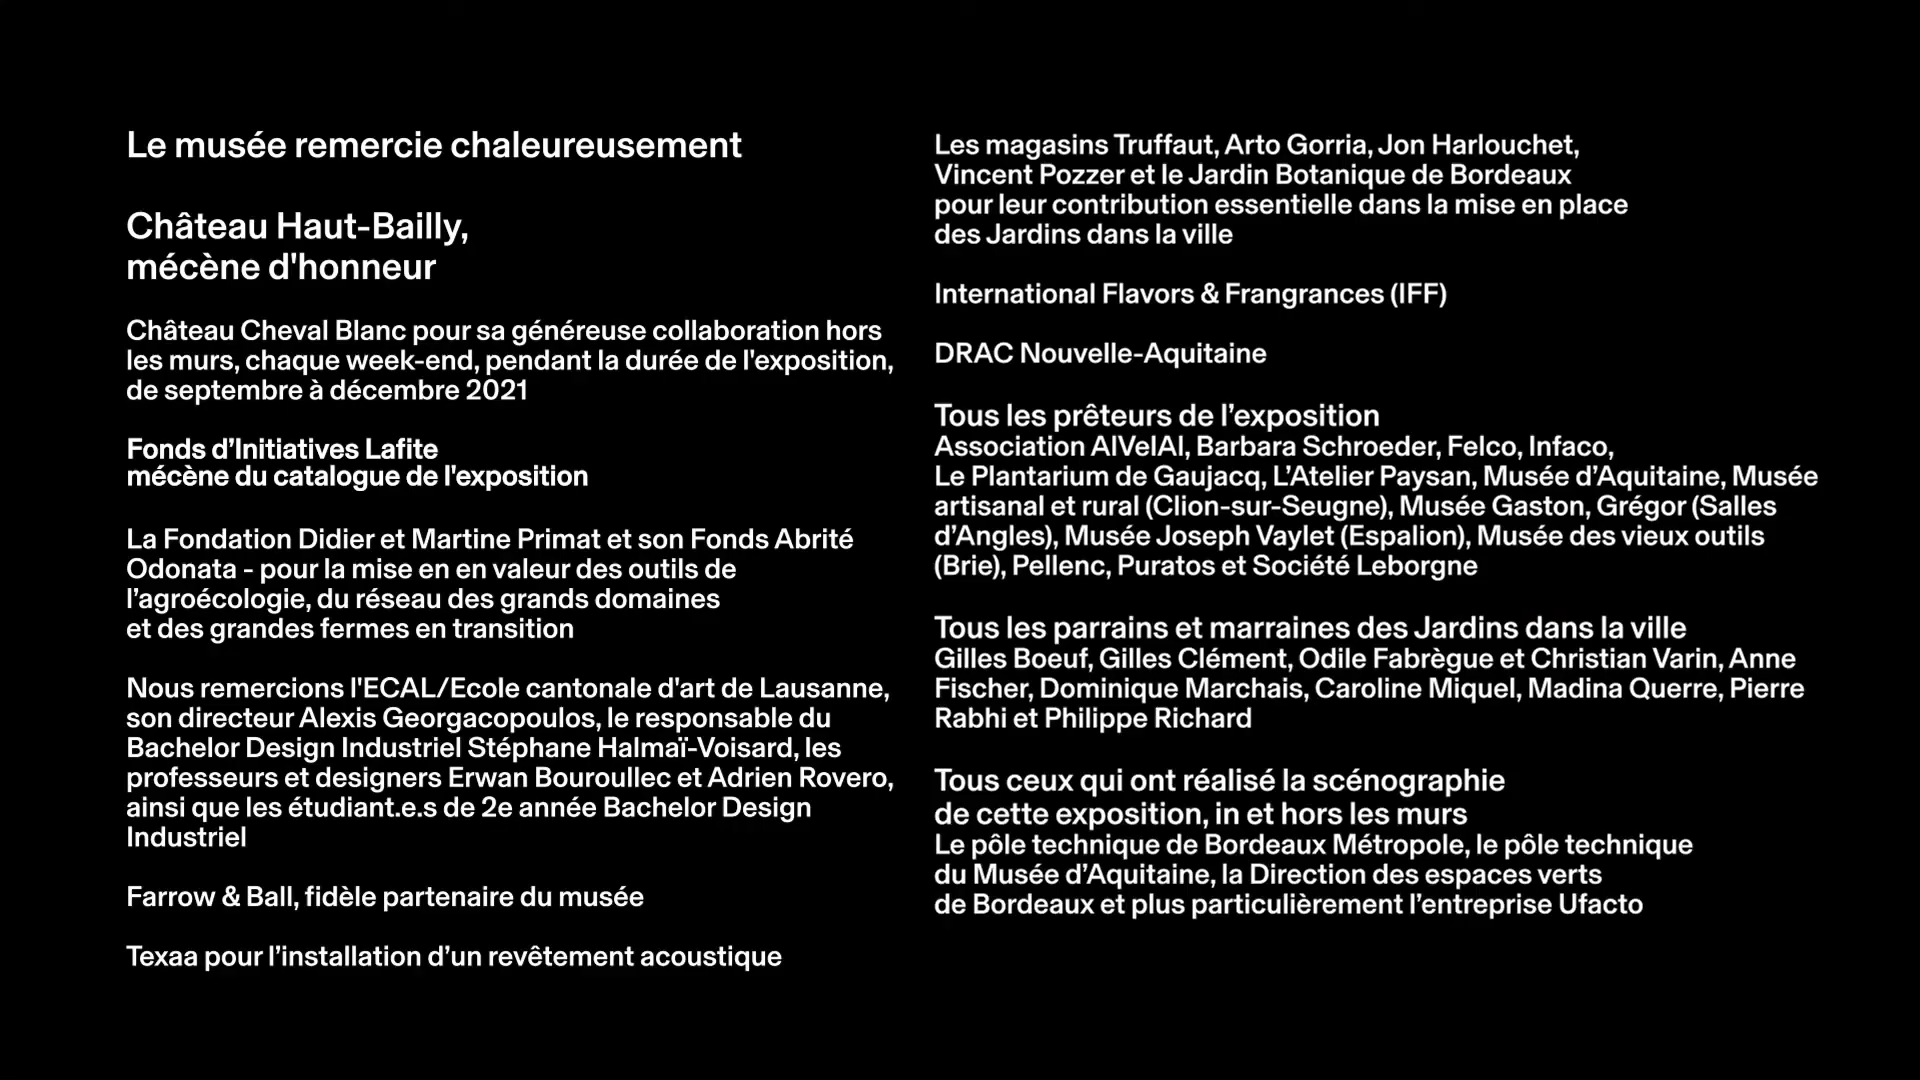 Le musée remercie chaleureusement
Château Haut-Bailly,
mécène d'honneur
Château Cheval Blanc pour sa généreuse collaboration hors
les murs, chaque week-end, pendant la durée de l'exposition,
de septembre à décembre 2021
Fonds d’Initiatives Lafite
mécène du catalogue de l'exposition
La Fondation Didier et Martine Primat et son Fonds Abrité
Odonata - pour la mise en en valeur des outils de
l’agroécologie, du réseau des grands domaines
et des grandes fermes en transition
Nous remercions l'ECAL/Ecole cantonale d'art de Lausanne,
son directeur Alexis Georgacopoulos, le responsable du
Bachelor Design Industriel Stéphane Halmaï-Voisard, les
professeurs et designers Erwan Bouroullec et Adrien Rovero,
ainsi que les étudiant.e.s de 2e année Bachelor Design
Industriel
Farrow & Ball, fidèle partenaire du musée
Texaa pour l’installation d’un revêtement acoustique
Les magasins Truffaut, Arto Gorria, Jon Harlouchet,
Vincent Pozzer et le Jardin Botanique de Bordeaux
pour leur contribution essentielle dans la mise en place
des Jardins dans la ville
International Flavors & Frangrances (IFF)
DRAC Nouvelle-Aquitaine
Tous les prêteurs de l’exposition
Association AlVelAl, Barbara Schroeder, Felco, Infaco,
Le Plantarium de Gaujacq, L’Atelier Paysan, Musée d’Aquitaine, Musée
artisanal et rural (Clion-sur-Seugne), Musée Gaston, Grégor (Salles
d’Angles), Musée Joseph Vaylet (Espalion), Musée des vieux outils
(Brie), Pellenc, Puratos et Société Leborgne
Tous les parrains et marraines des Jardins dans la ville
Gilles Boeuf, Gilles Clément, Odile Fabrègue et Christian Varin, Anne
Fischer, Dominique Marchais, Caroline Miquel, Madina Querre, Pierre
Rabhi et Philippe Richard
Tous ceux qui ont réalisé la scénographie
de cette exposition, in et hors les murs
Le pôle technique de Bordeaux Métropole, le pôle technique
du Musée d’Aquitaine, la Direction des espaces verts
de Bordeaux et plus particulièrement l’entreprise Ufacto